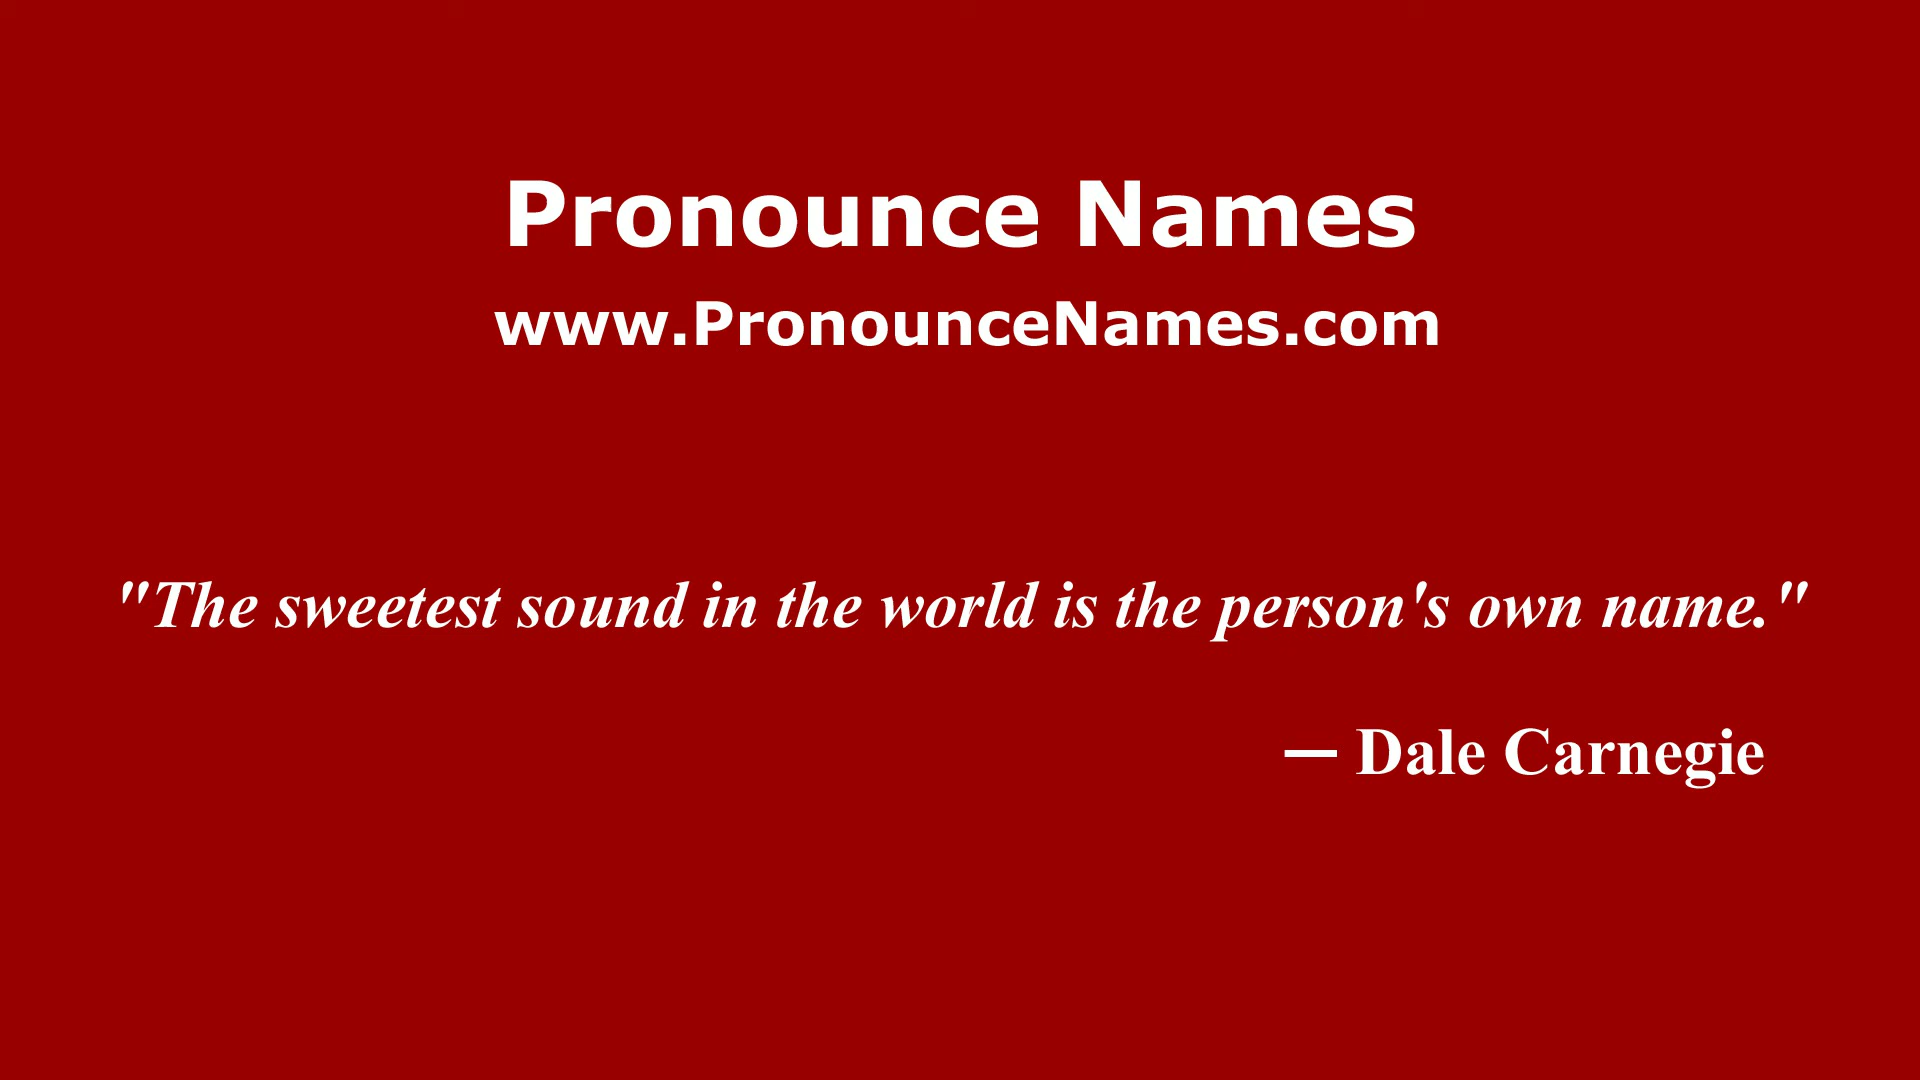 Pronounce Names
www.PronounceNames.com
"The sweetest sound in the world is the person's own name."
— Dale Carnegie